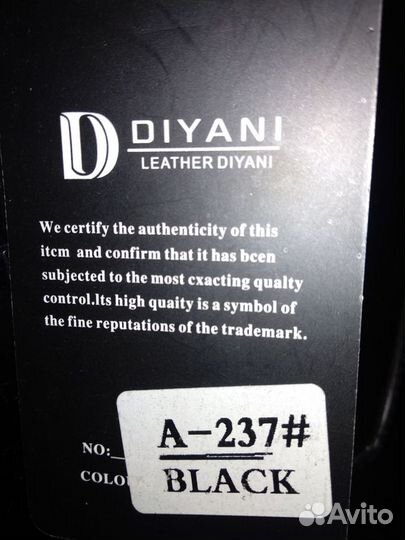 D DIYANI
LEATHER DIYANI
We certify the authenticity of this
itcm and confirm that it has bcen
subjected to the most cxacting qualty
control.lts high quaity is a symbol of
the fine reputations of the trademark.
NO:_ A-237#
COLOU BLACK
Avito